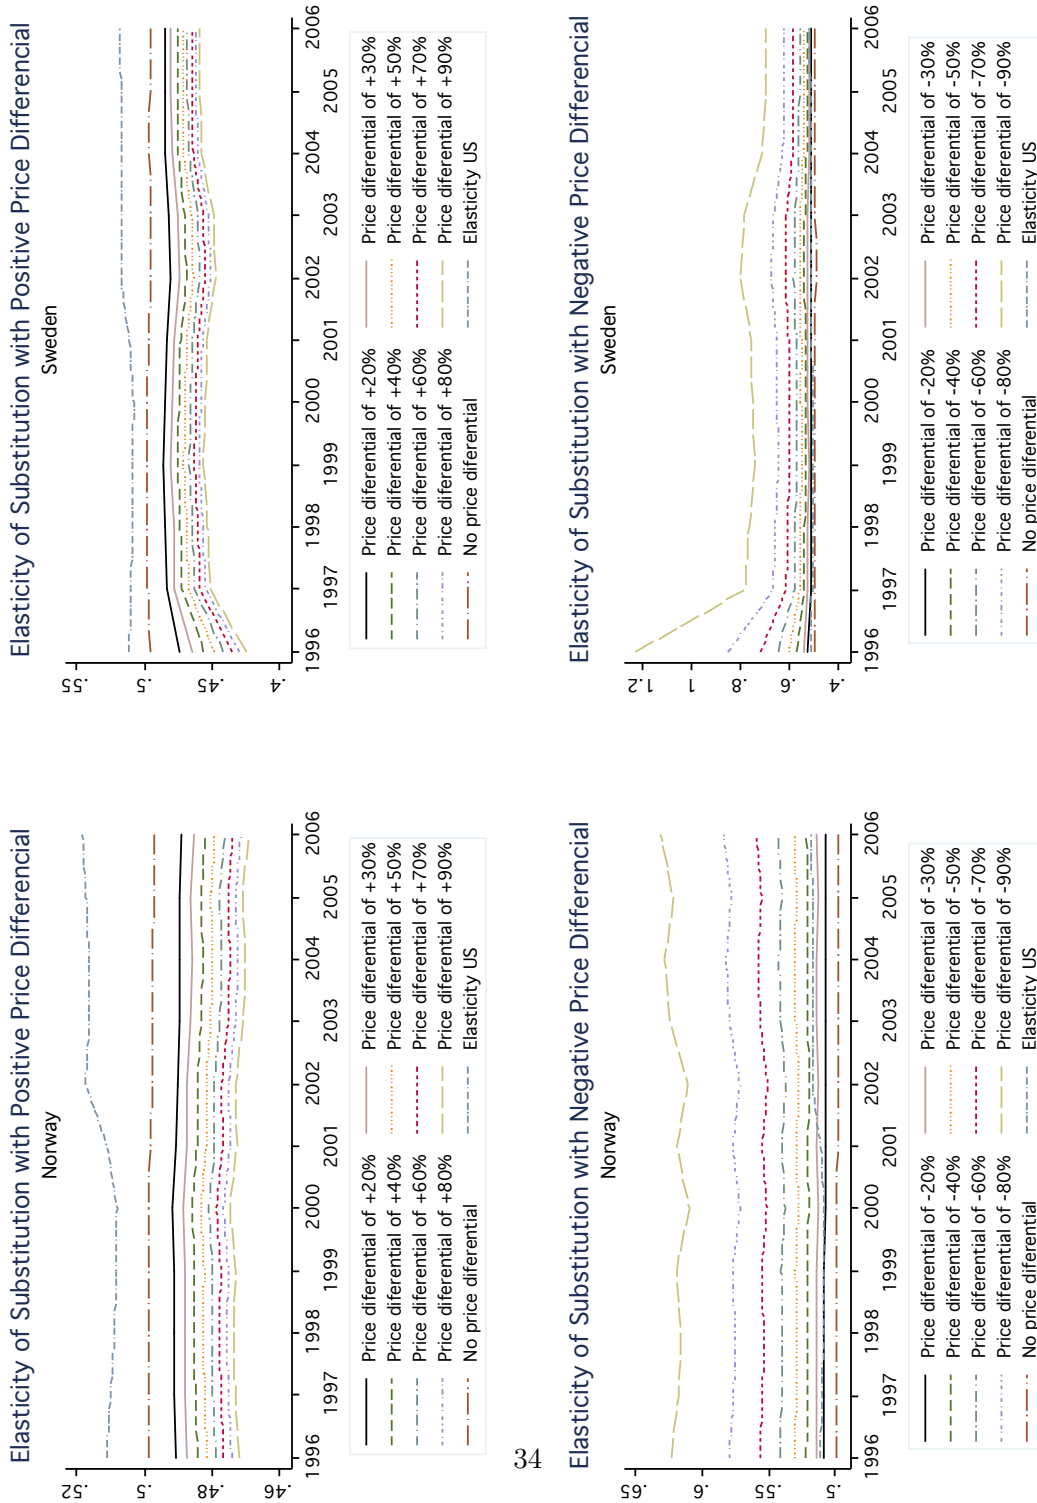 Elasticity of Substitution with Positive Price Differencial
Norway
.52
.5
.48
.46
1996 1997 1998 1999 2000 2001 2002 2003 2004 2005 2006
Price diferential of +20% Price diferential of +30%
Price diferential of +40% Price diferential of +50%
Price diferential of +60% Price diferential of +70%
Price diferential of +80% Price diferential of +90%
No price diferential Elasticity US
Elasticity of Substitution with Positive Price Differencial
Sweden
.55
.5
.45
.4
1996 1997 1998 1999 2000 2001 2002 2003 2004 2005 2006
Price diferential of +20% Price diferential of +30%
Price diferential of +40% Price diferential of +50%
Price diferential of +60% Price diferential of +70%
Price diferential of +80% Price diferential of +90%
No price diferential Elasticity US
34
Elasticity of Substitution with Negative Price Differencial
Norway
.65
.6
.55
.5
1996 1997 1998 1999 2000 2001 2002 2003 2004 2005 2006
Price diferential of -20% Price diferential of -30%
Price diferential of -40% Price diferential of -50%
Price diferential of -60% Price diferential of -70%
Price diferential of -80% Price diferential of -90%
No price diferential Elasticity US
Elasticity of Substitution with Negative Price Differencial
Sweden
1.2
1
.8
.6
.4
1996 1997 1998 1999 2000 2001 2002 2003 2004 2005 2006
Price diferential of -20% Price diferential of -30%
Price diferential of -40% Price diferential of -50%
Price diferential of -60% Price diferential of -70%
Price diferential of -80% Price diferential of -90%
No price diferential Elasticity US